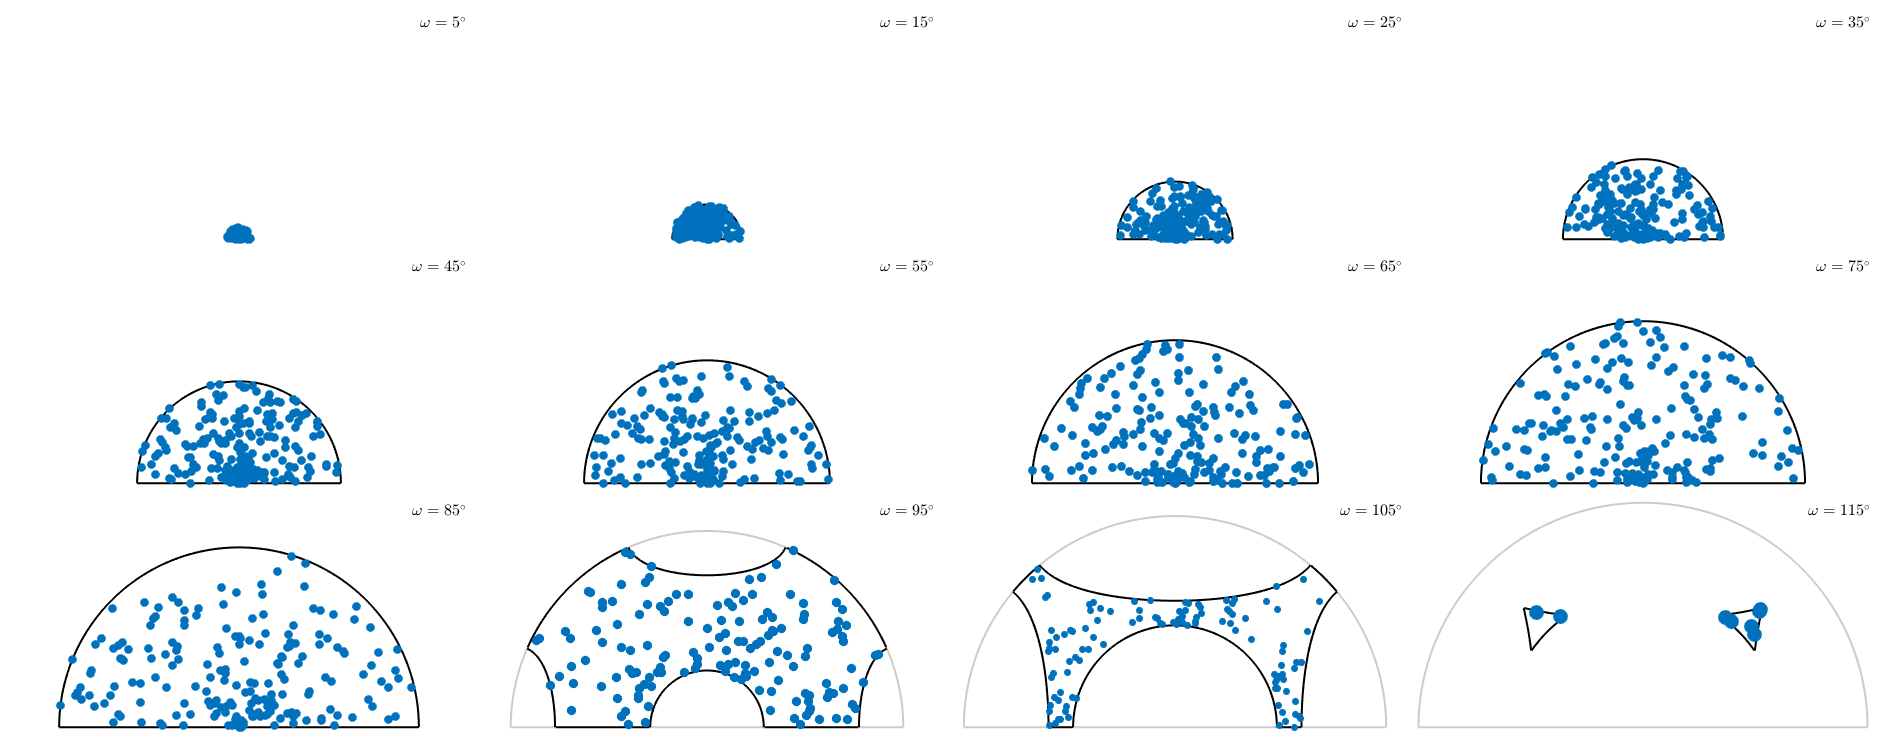 ω = 5°
ω = 15°
ω = 25°
ω = 35°
ω = 45°
ω = 55°
ω = 65°
ω = 75°
ω = 85°
ω = 95°
ω = 105°
ω = 115°